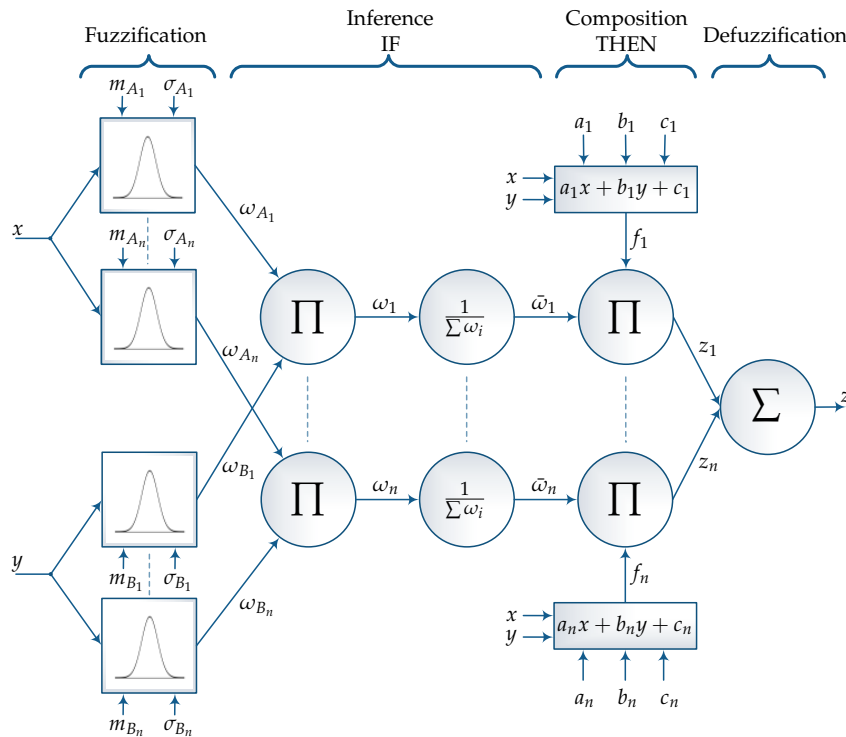 Fuzzification
Inference
IF
Composition
THEN
Defuzzification
m_{A_1} σ_{A_1}
a_1 b_1 c_1
x
y
a_1x + b_1y + c_1
ω_{A_1}
f_1
x
m_{A_n} σ_{A_n}
∏ ω_1 1/∑ω_i ω̄_1 ∏
z_1
ω_{A_n}
∑ z
ω_{B_1}
z_n
∏ ω_n 1/∑ω_i ω̄_n ∏
y
m_{B_1} σ_{B_1}
f_n
ω_{B_n}
x
y
a_nx + b_ny + c_n
a_n b_n c_n
m_{B_n} σ_{B_n}